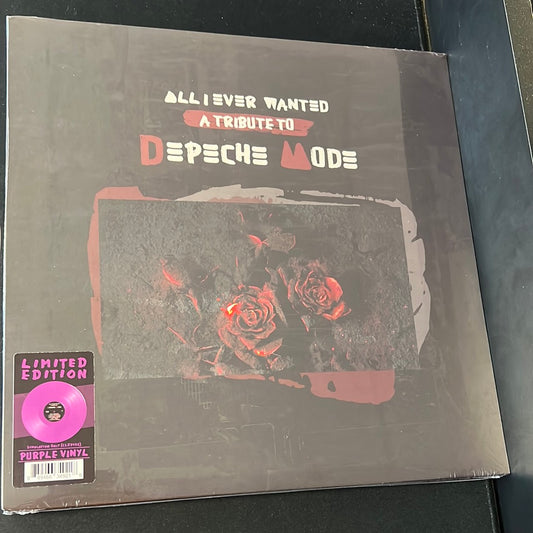 ALL I EVER WANTED
A TRIBUTE TO
DEPECHE MODE
LIMITED
EDITION
PURPLE VINYL